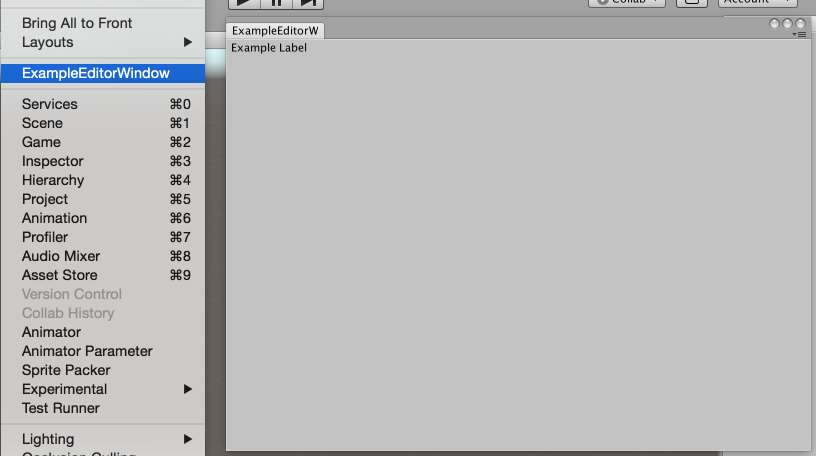 Bring All to Front
Layouts
ExampleEditorWindow
Services ⌘0
Scene ⌘1
Game ⌘2
Inspector ⌘3
Hierarchy ⌘4
Project ⌘5
Animation ⌘6
Profiler ⌘7
Audio Mixer ⌘8
Asset Store ⌘9
Version Control
Collab History
Animator
Animator Parameter
Sprite Packer
Experimental
Test Runner
Lighting
Occlusion Culling
Collab
Account
ExampleEditorW
Example Label